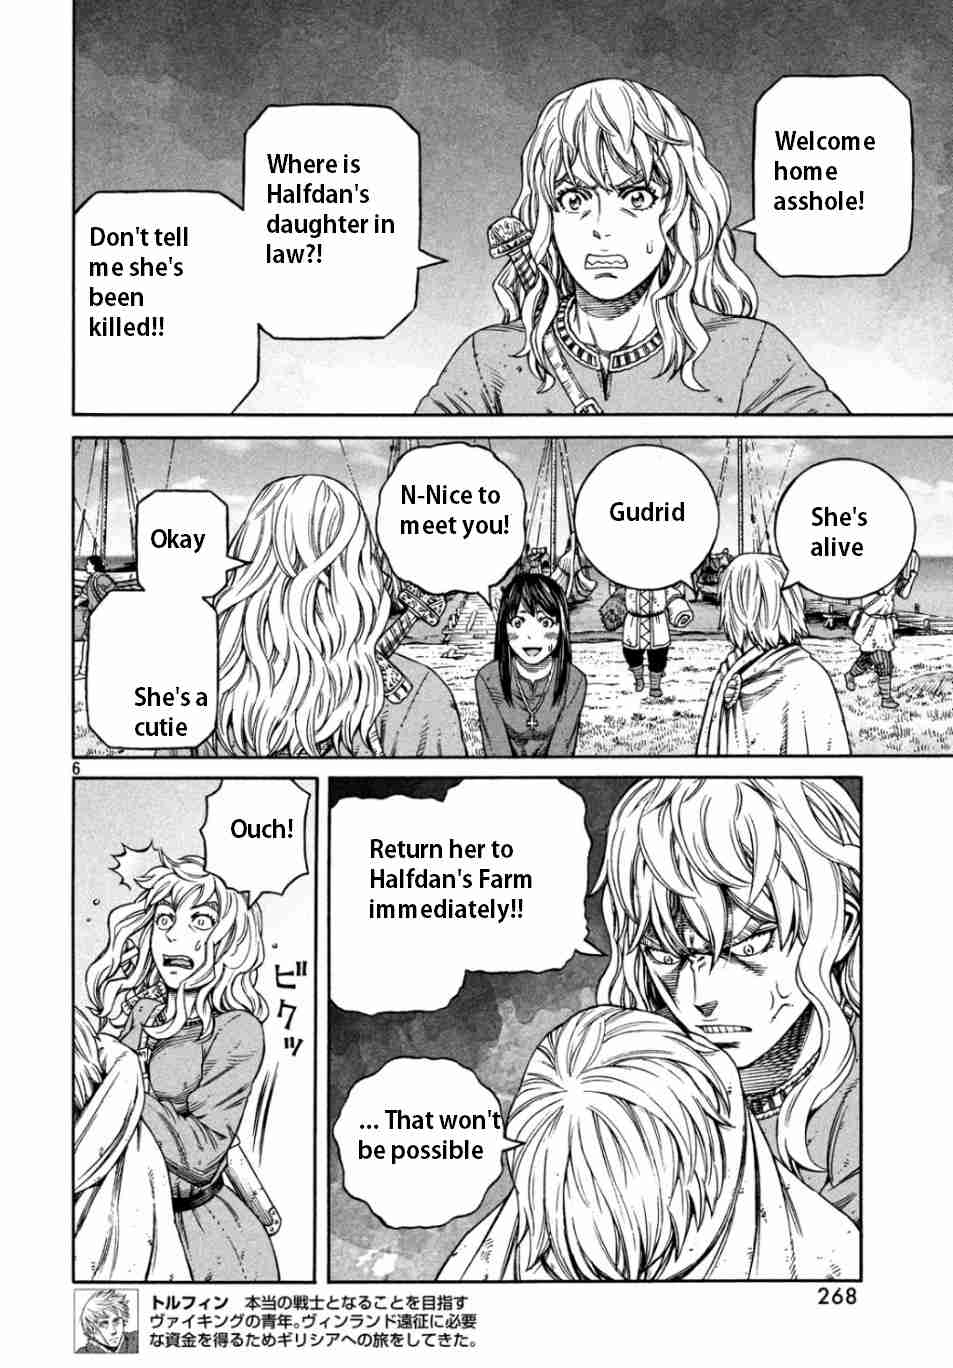 Welcome
home
asshole!
Where is
Halfdan's
daughter in
law?!
Don't tell
me she's
been
killed!!
She's
alive
Gudrid
N-Nice to
meet you!
Okay
She's a
cutie
6
Return her to
Halfdan's Farm
immediately!!
... That won't
be possible
Ouch!
ビクッ
268
トルフィン 本当の戦士となることを目指す
ヴァイキングの青年。ヴィンランド遠征に必要
な資金を得るためギリシアへの旅をしてきた。